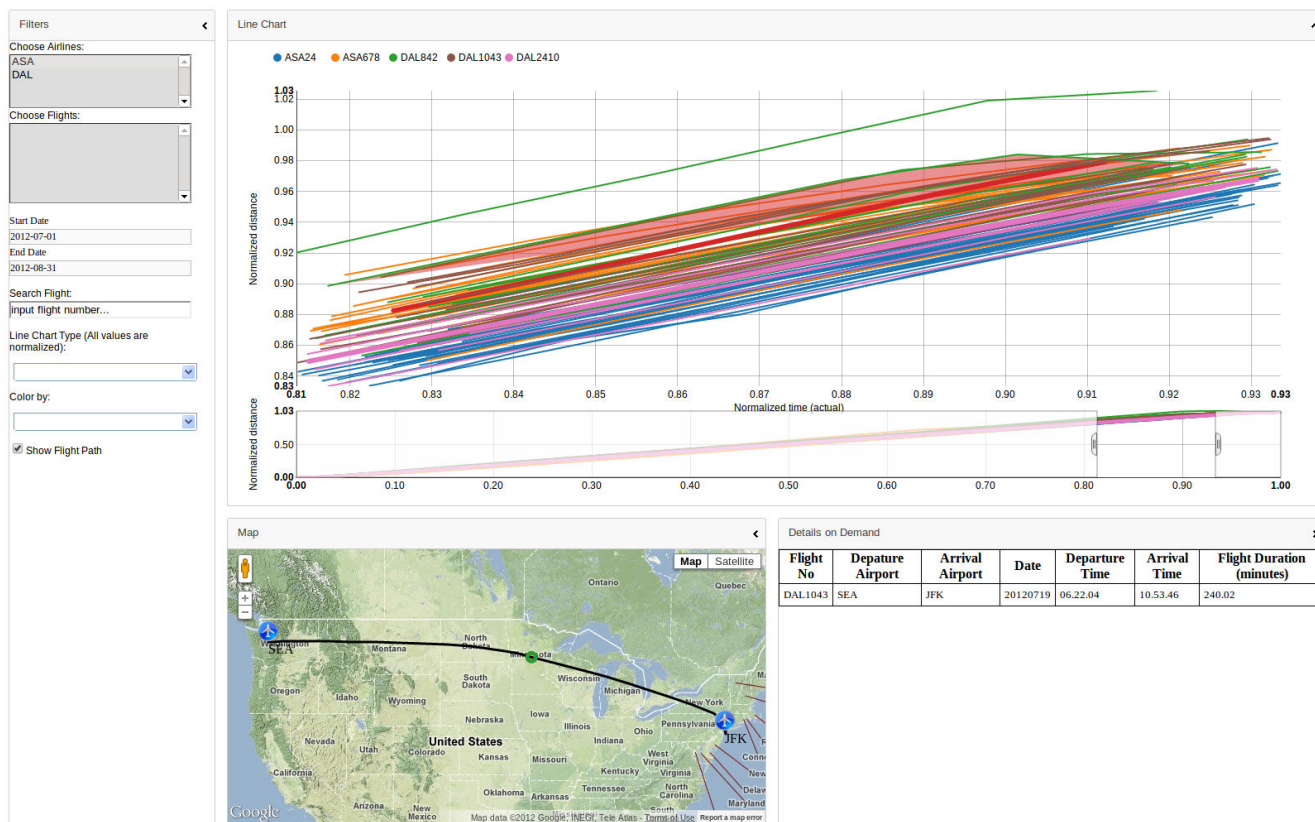 Filters
Choose Airlines:
ASA
DAL
Choose Flights:
Start Date
2012-07-01
End Date
2012-08-31
Search Flight:
input flight number...
Line Chart Type (All values are
normalized):
Color by:
Show Flight Path
Line Chart
ASA24 ASA678 DAL842 DAL1043 DAL2410
Normalized distance
1.03
1.02
1.00
0.98
0.96
0.94
0.92
0.90
0.88
0.86
0.84
0.83
0.81 0.82 0.83 0.84 0.85 0.86 0.87 0.88 0.89 0.90 0.91 0.92 0.93 0.93
Normalized time (actual)
Normalized distance
1.03
0.50
0.00
0.00 0.10 0.20 0.30 0.40 0.50 0.60 0.70 0.80 0.90 1.00
Map
Map Satellite
Ontario
Quebec
Washington
SEA
Montana
North
Dakota
Minnesota
South
Dakota
Wisconsin
Michigan
Oregon
Idaho
Wyoming
New York
Nebraska
Iowa
Illinois
Indiana
Ohio
Pennsylvania
JFK
Nevada
Utah
Colorado
United States
Kansas
Missouri
West
Virginia
Kentucky
Virginia
California
Oklahoma
Arkansas
Tennessee
North
Carolina
Maryland
Arizona
New
Mexico
South
Google
Map data ©2012 Google, INEGI, Tele Atlas - Terms of Use
Report a map error
Details on Demand
Flight No Depature Airport Arrival Airport Date Departure Time Arrival Time Flight Duration (minutes)
DAL1043 SEA JFK 20120719 06.22.04 10.53.46 240.02